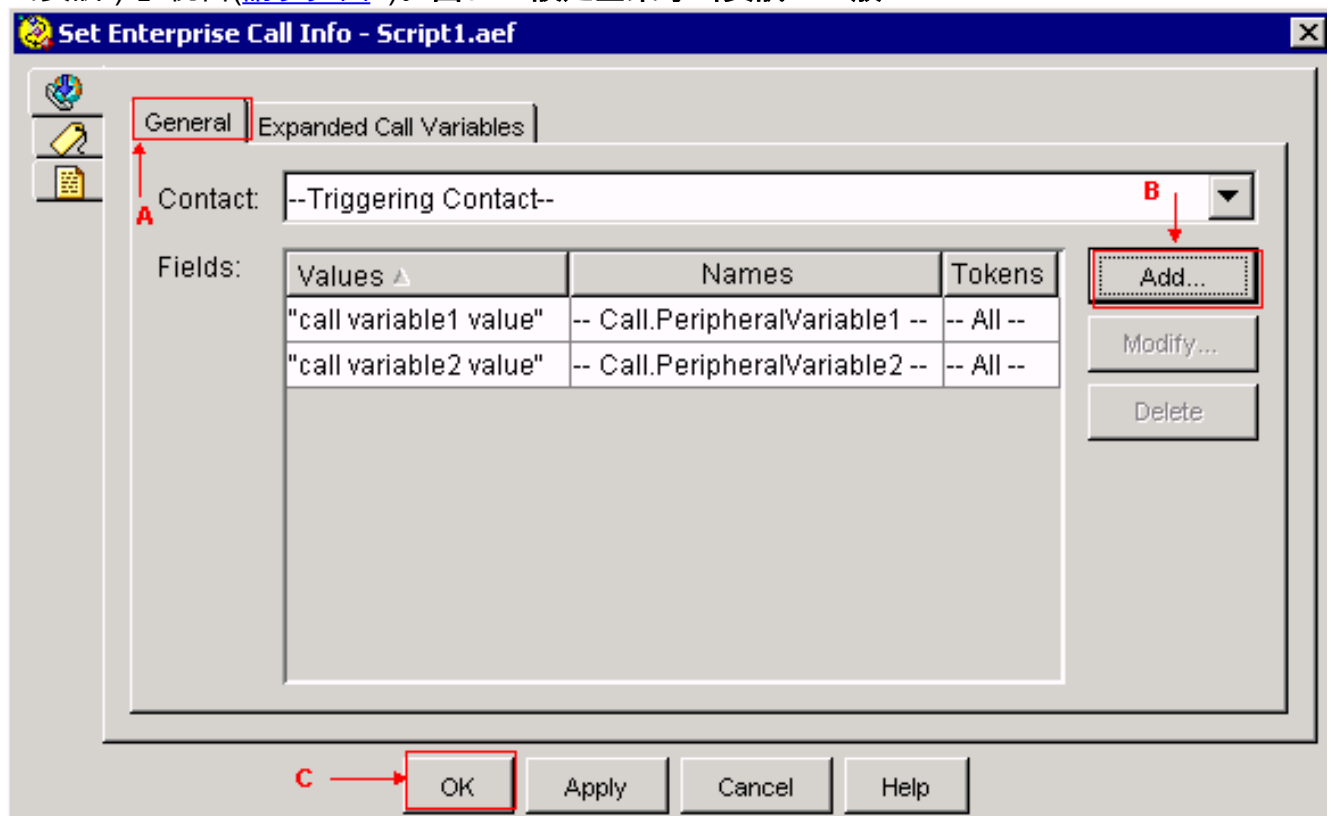 Set Enterprise Call Info - Script1.aef
General
Expanded Call Variables
A
Contact:
--Triggering Contact--
B
Fields:
Values
Names
Tokens
Add...
"call variable1 value"
-- Call.PeripheralVariable1 --
-- All --
Modify...
"call variable2 value"
-- Call.PeripheralVariable2 --
-- All --
Delete
C
OK
Apply
Cancel
Help